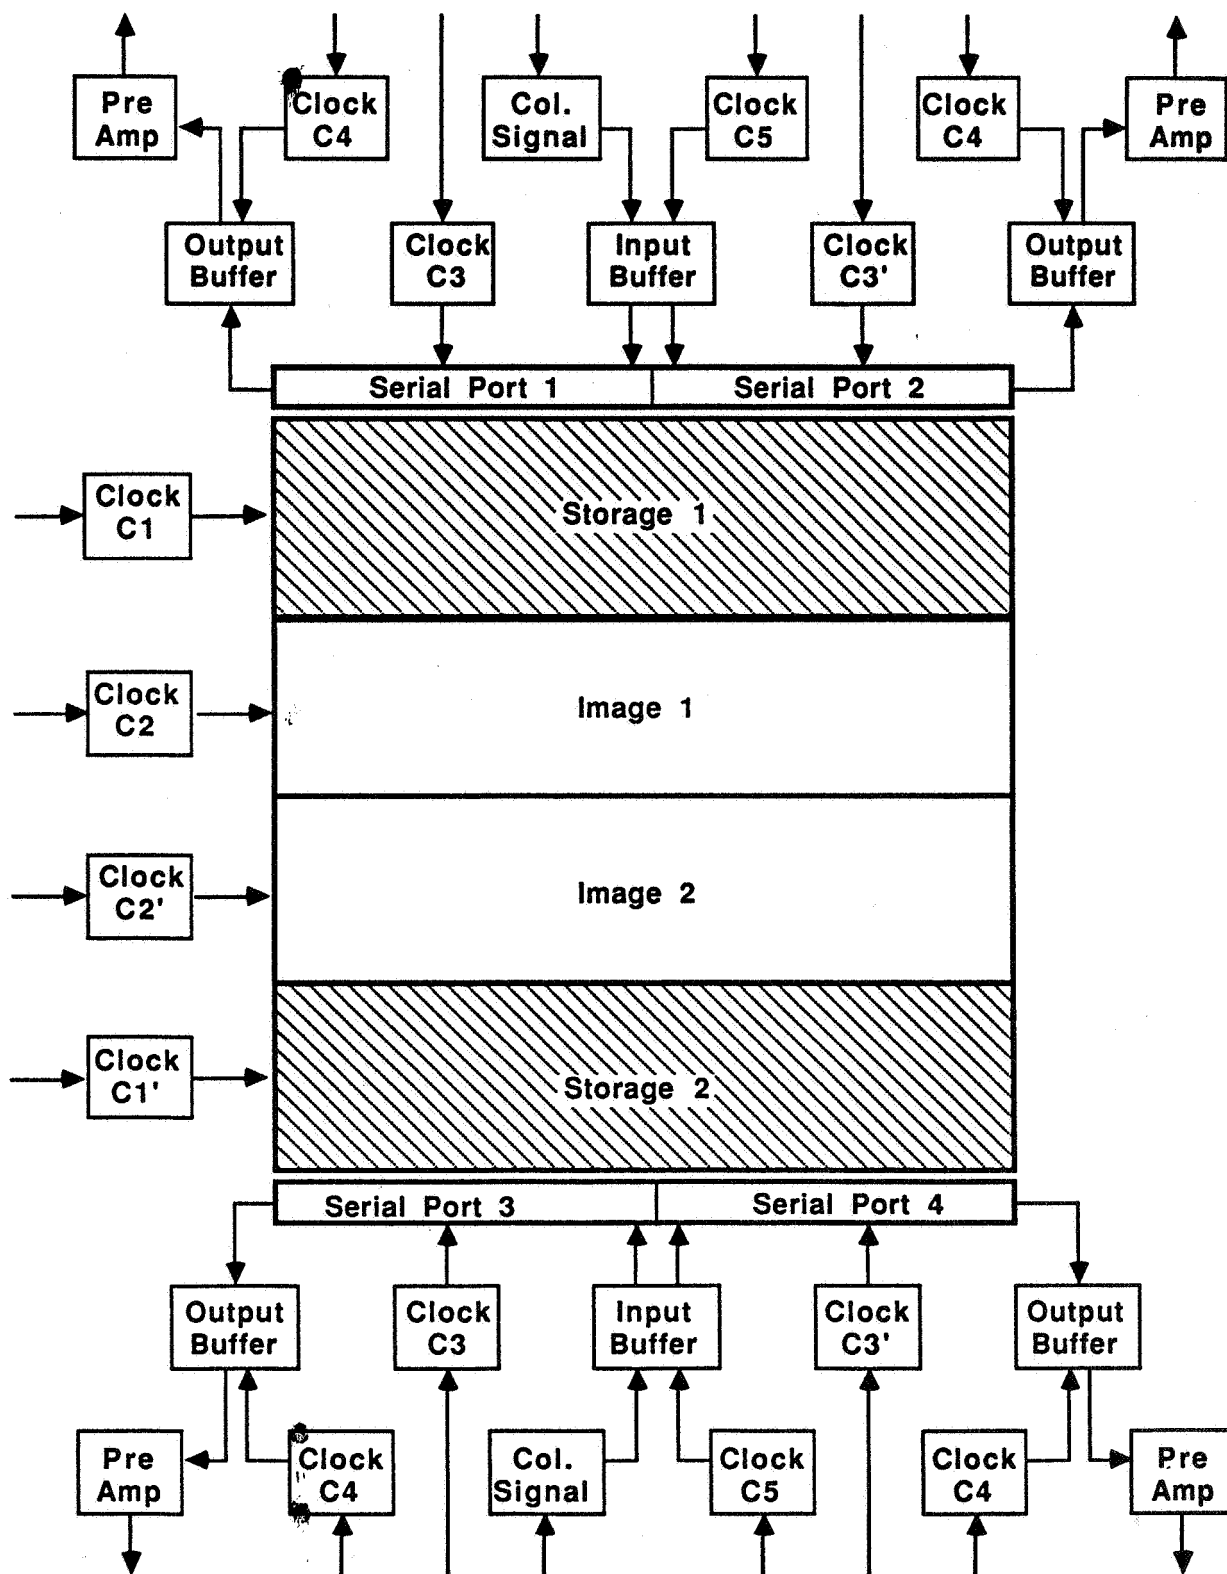 Pre
Amp
Clock
C4
Col.
Signal
Clock
C5
Clock
C4
Pre
Amp
Output
Buffer
Clock
C3
Input
Buffer
Clock
C3'
Output
Buffer
Serial Port 1
Serial Port 2
Clock
C1
Storage 1
Clock
C2
Image 1
Clock
C2'
Image 2
Clock
C1'
Storage 2
Serial Port 3
Serial Port 4
Output
Buffer
Clock
C3
Input
Buffer
Clock
C3'
Output
Buffer
Pre
Amp
Clock
C4
Col.
Signal
Clock
C5
Clock
C4
Pre
Amp